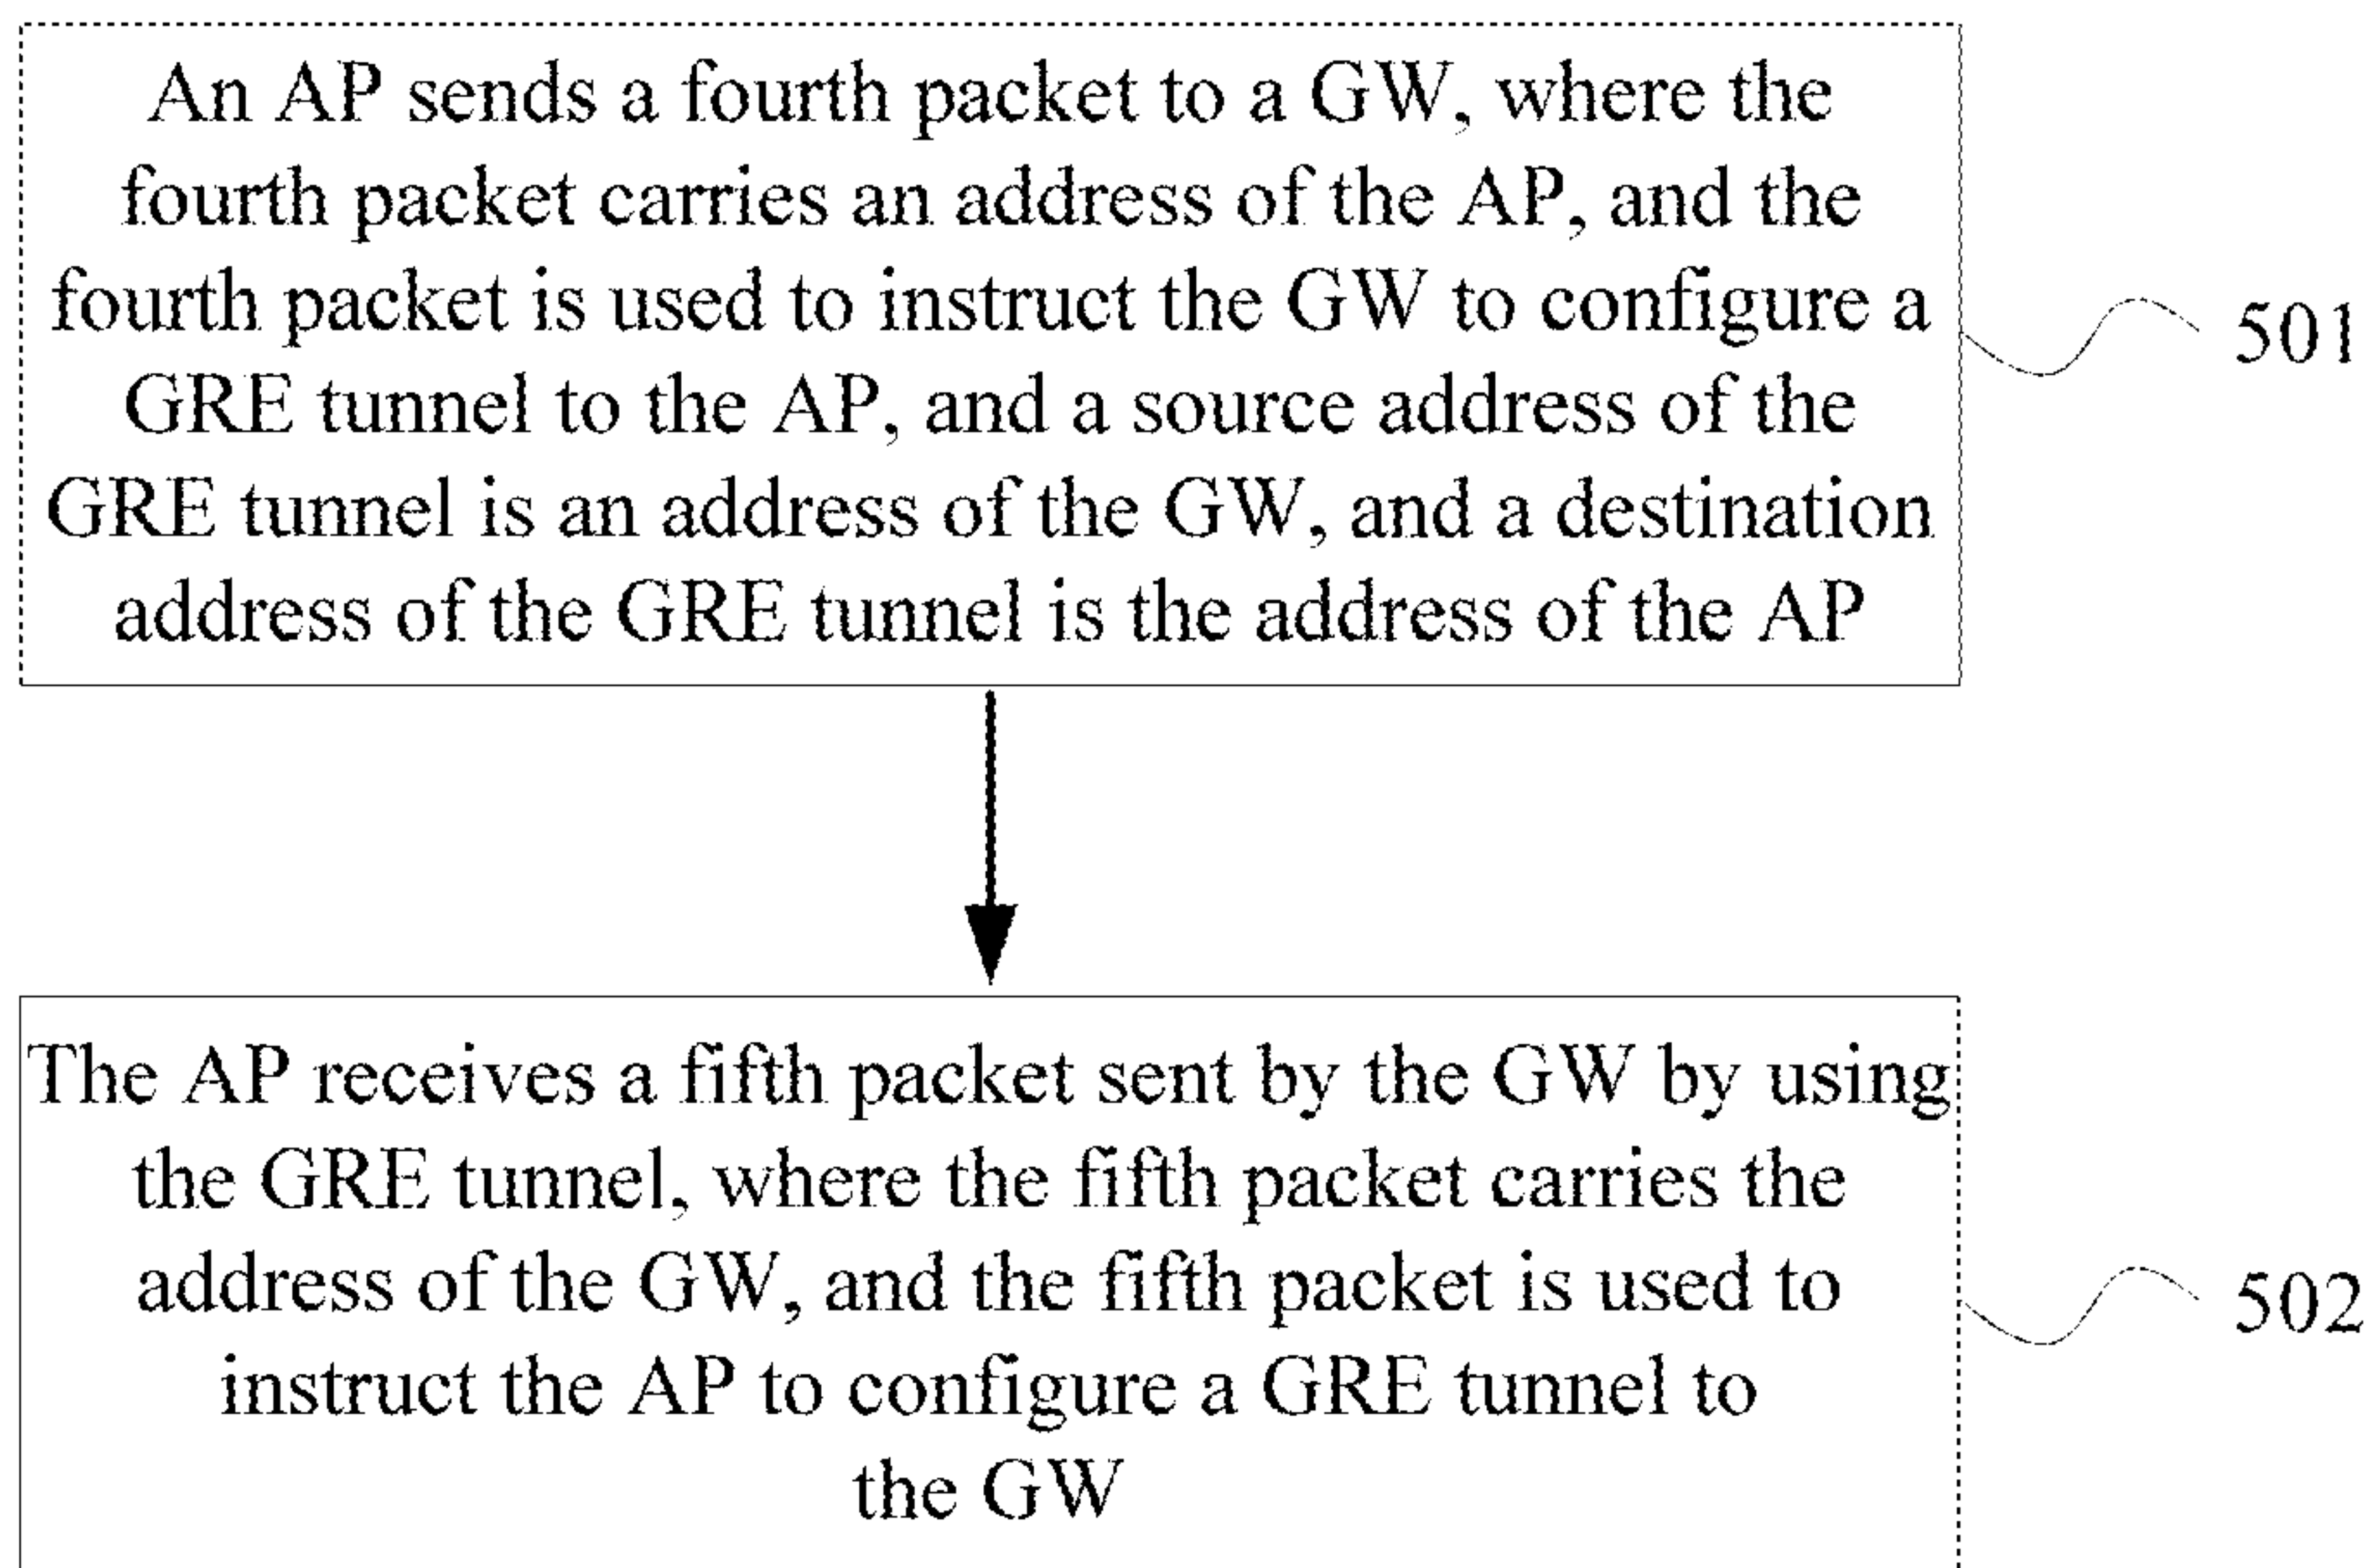 An AP sends a fourth packet to a GW, where the
fourth packet carries an address of the AP, and the
fourth packet is used to instruct the GW to configure a
GRE tunnel to the AP, and a source address of the
GRE tunnel is an address of the GW, and a destination
address of the GRE tunnel is the address of the AP
501
The AP receives a fifth packet sent by the GW by using
the GRE tunnel, where the fifth packet carries the
address of the GW, and the fifth packet is used to
instruct the AP to configure a GRE tunnel to
the GW
502